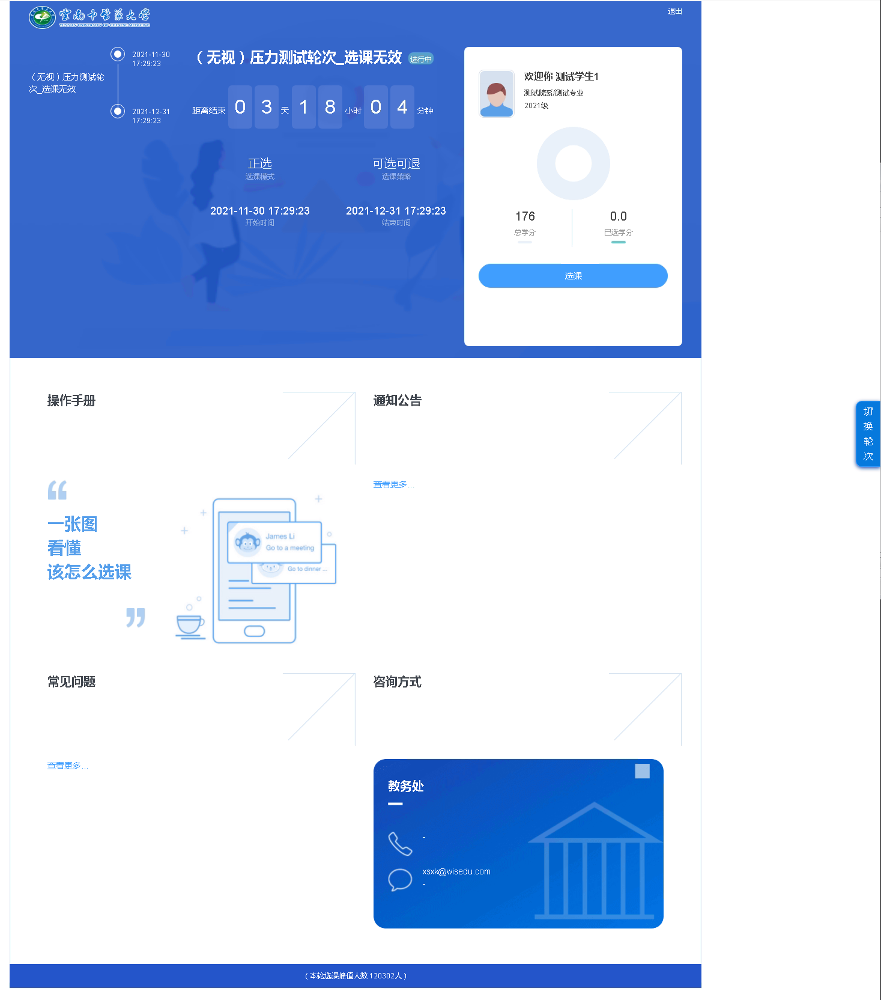 雲南中醫藥大學
YUNNAN UNIVERSITY OF CHINESE MEDICINE
退出
2021-11-30
17:29:23
（无视）压力测试轮
次_选课无效
2021-12-31
17:29:23
（无视）压力测试轮次_选课无效 进行中
距离结束 0 3 天 1 8 小时 0 4 分钟
正选
选课模式
可选可退
选课策略
2021-11-30 17:29:23
开始时间
2021-12-31 17:29:23
结束时间
欢迎你 测试学生1
测试院系/测试专业
2021级
176
总学分
0.0
已选学分
选课
切
换
轮
次
操作手册
“
一张图
看懂
该怎么选课
”
James Li
Go to a meeting
Go to dinner ...
通知公告
查看更多...
常见问题
查看更多...
咨询方式
教务处
-
xsxk@wisedu.com
-
（本轮选课峰值人数 120302人）